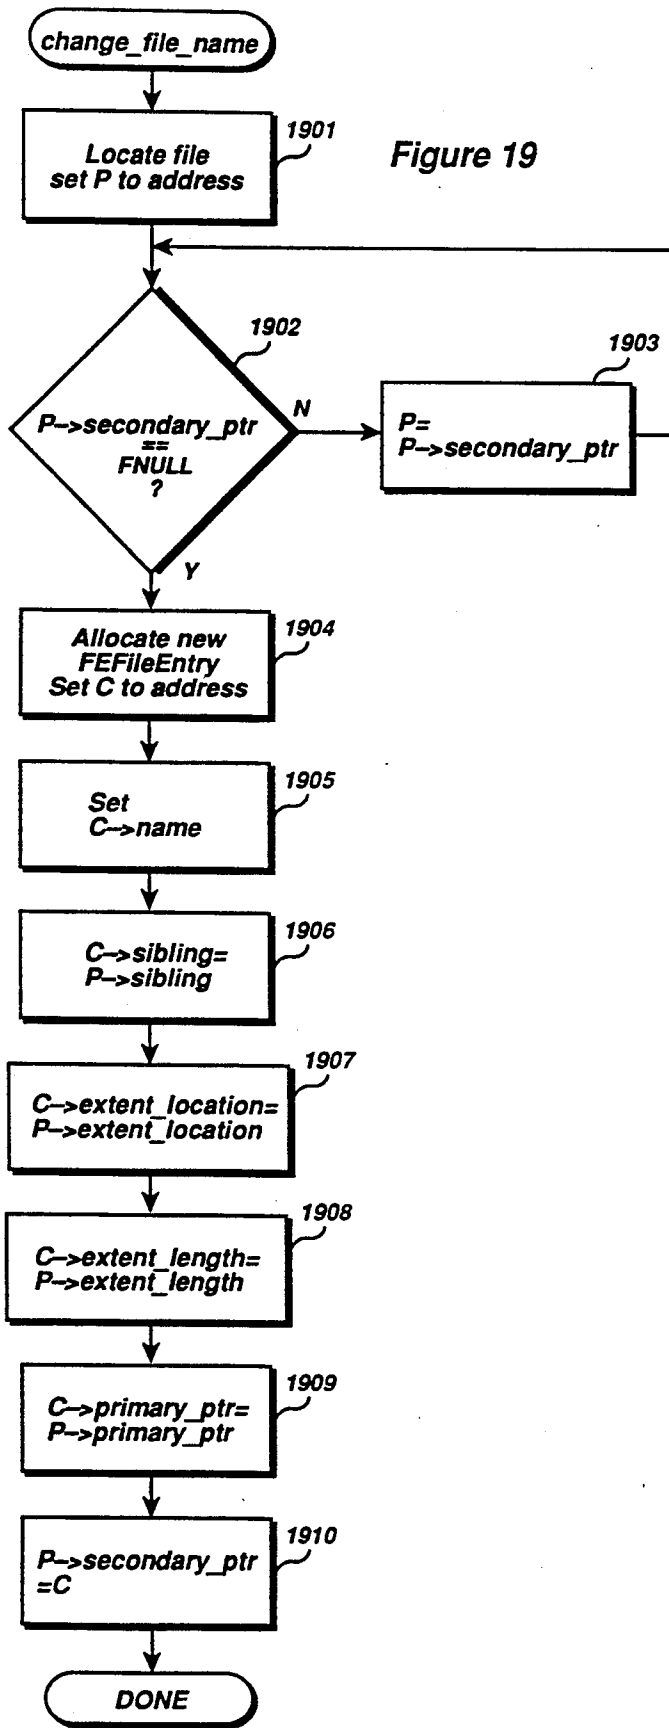 change_file_name
1901
Figure 19
Locate file
set P to address
1902
1903
P->secondary_ptr
==
FNULL
?
N
P=
P->secondary_ptr
Y
1904
Allocate new
FEFileEntry
Set C to address
1905
Set
C->name
1906
C->sibling=
P->sibling
1907
C->extent_location=
P->extent_location
1908
C->extent_length=
P->extent_length
1909
C->primary_ptr=
P->primary_ptr
1910
P->secondary_ptr
=C
DONE